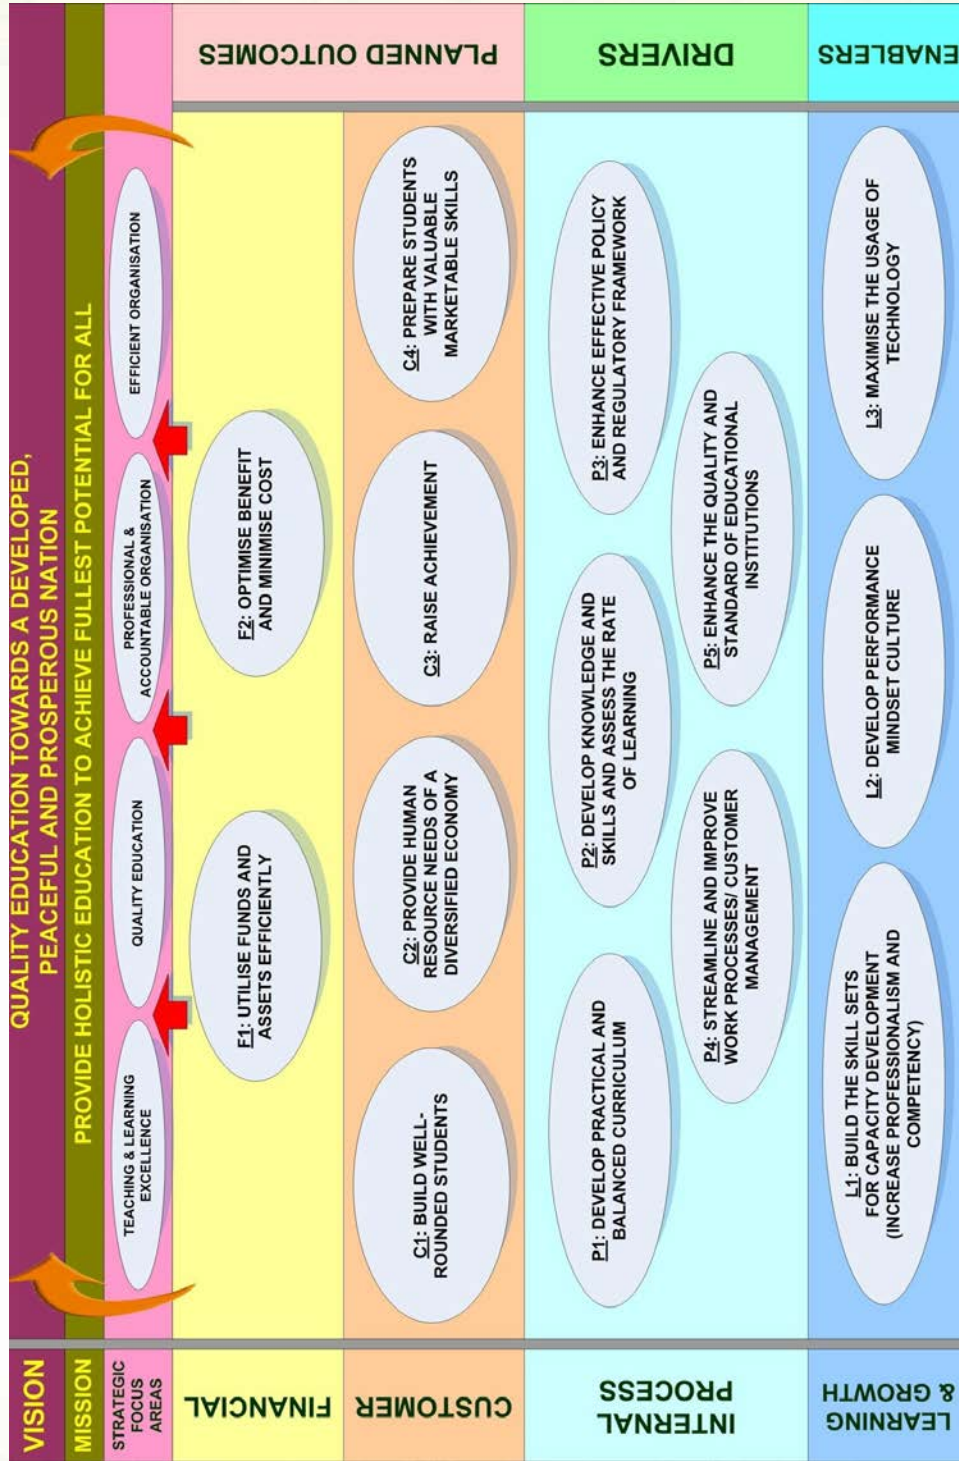 VISION
QUALITY EDUCATION TOWARDS A DEVELOPED,
PEACEFUL AND PROSPEROUS NATION
MISSION
PROVIDE HOLISTIC EDUCATION TO ACHIEVE FULLEST POTENTIAL FOR ALL
STRATEGIC
FOCUS
AREAS
TEACHING & LEARNING
EXCELLENCE
QUALITY EDUCATION
PROFESSIONAL &
ACCOUNTABLE ORGANISATION
EFFICIENT ORGANISATION
FINANCIAL
F1: UTILISE FUNDS AND
ASSETS EFFICIENTLY
F2: OPTIMISE BENEFIT
AND MINIMISE COST
PLANNED OUTCOMES
CUSTOMER
C1: BUILD WELL-
ROUNDED STUDENTS
C2: PROVIDE HUMAN
RESOURCE NEEDS OF A
DIVERSIFIED ECONOMY
C3: RAISE ACHIEVEMENT
C4: PREPARE STUDENTS
WITH VALUABLE
MARKETABLE SKILLS
INTERNAL
PROCESS
P1: DEVELOP PRACTICAL AND
BALANCED CURRICULUM
P2: DEVELOP KNOWLEDGE AND
SKILLS AND ASSESS THE RATE
OF LEARNING
P3: ENHANCE EFFECTIVE POLICY
AND REGULATORY FRAMEWORK
P4: STREAMLINE AND IMPROVE
WORK PROCESSES/ CUSTOMER
MANAGEMENT
P5: ENHANCE THE QUALITY AND
STANDARD OF EDUCATIONAL
INSTITUTIONS
DRIVERS
LEARNING
& GROWTH
L1: BUILD THE SKILL SETS
FOR CAPACITY DEVELOPMENT
(INCREASE PROFESSIONALISM AND
COMPETENCY)
L2: DEVELOP PERFORMANCE
MINDSET CULTURE
L3: MAXIMISE THE USAGE OF
TECHNOLOGY
ENABLERS